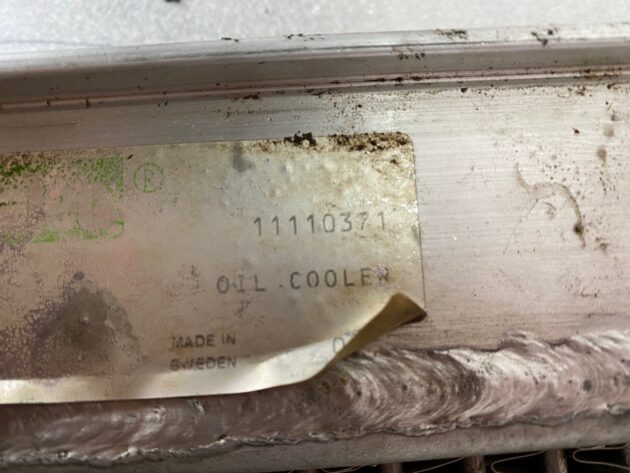 ®
11110371
OIL COOLER
MADE IN
SWEDEN